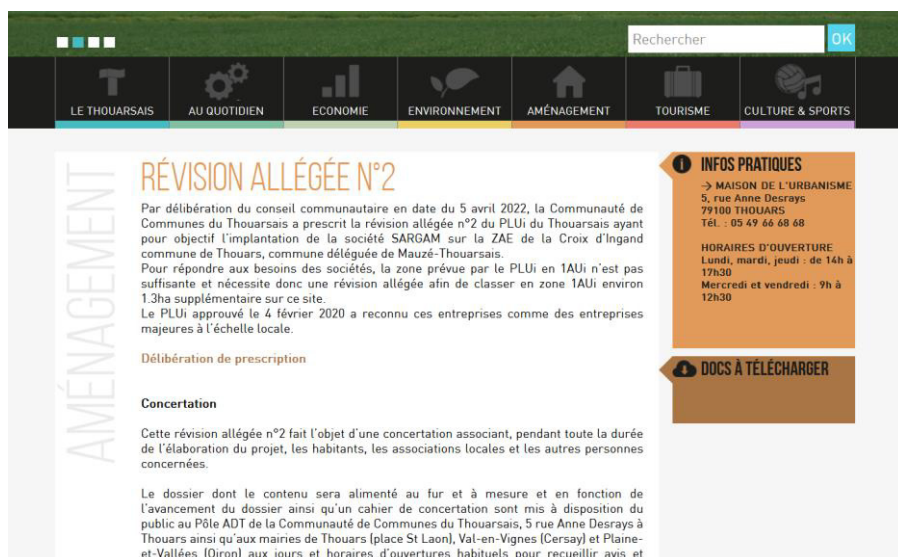 Rechercher
OK
LE THOUARSAIS
AU QUOTIDIEN
ECONOMIE
ENVIRONNEMENT
AMÉNAGEMENT
TOURISME
CULTURE & SPORTS
AMÉNAGEMENT
RÉVISION ALLÉGÉE N°2
Par délibération du conseil communautaire en date du 5 avril 2022, la Communauté de
Communes du Thouarsais a prescrit la révision allégée n°2 du PLUi du Thouarsais ayant
pour objectif l'implantation de la société SARGAM sur la ZAE de la Croix d'Ingand
commune de Thouars, commune déléguée de Mauzé-Thouarsais.
Pour répondre aux besoins des sociétés, la zone prévue par le PLUi en 1AUi n'est pas
suffisante et nécessite donc une révision allégée afin de classer en zone 1AUi environ
1.3ha supplémentaire sur ce site.
Le PLUi approuvé le 4 février 2020 a reconnu ces entreprises comme des entreprises
majeures à l'échelle locale.
Délibération de prescription
Concertation
Cette révision allégée n°2 fait l'objet d'une concertation associant, pendant toute la durée
de l'élaboration du projet, les habitants, les associations locales et les autres personnes
concernées.
Le dossier dont le contenu sera alimenté au fur et à mesure et en fonction de
l'avancement du dossier ainsi qu'un cahier de concertation sont mis à disposition du
public au Pôle ADT de la Communauté de Communes du Thouarsais, 5 rue Anne Desrays à
Thouars ainsi qu'aux mairies de Thouars (place St Laon), Val-en-Vignes (Cersay) et Plaine-
et-Vallées (Oiron) aux jours et horaires d'ouvertures habituels pour recueillir avis et
INFOS PRATIQUES
→ MAISON DE L'URBANISME
5, rue Anne Desrays
79100 THOUARS
Tél. : 05 49 66 68 68
HORAIRES D'OUVERTURE
Lundi, mardi, jeudi : de 14h à
17h30
Mercredi et vendredi : 9h à
12h30
DOCS À TÉLÉCHARGER